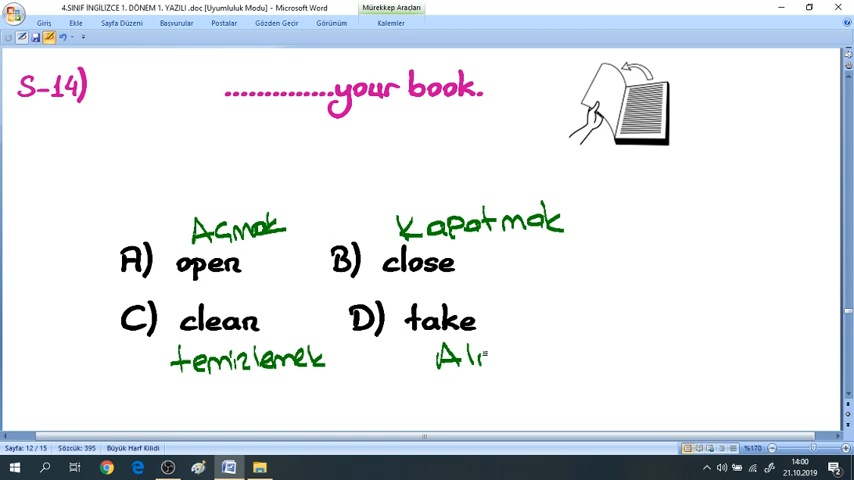 4.SINIF İNGİLİZCE 1. DÖNEM 1. YAZILI .doc [Uyumluluk Modu] - Microsoft Word
Mürekkep Araçları
Giriş Ekle Sayfa Düzeni Başvurular Postalar Gözden Geçir Görünüm Kalemler
S-14) ..............your book.
Açmak Kapatmak
A) open B) close
C) clean D) take
temizlemek Alı
Sayfa: 12 / 15 Sözcük: 395 Büyük Harf Kilidi %170
14:00
21.10.2019
2